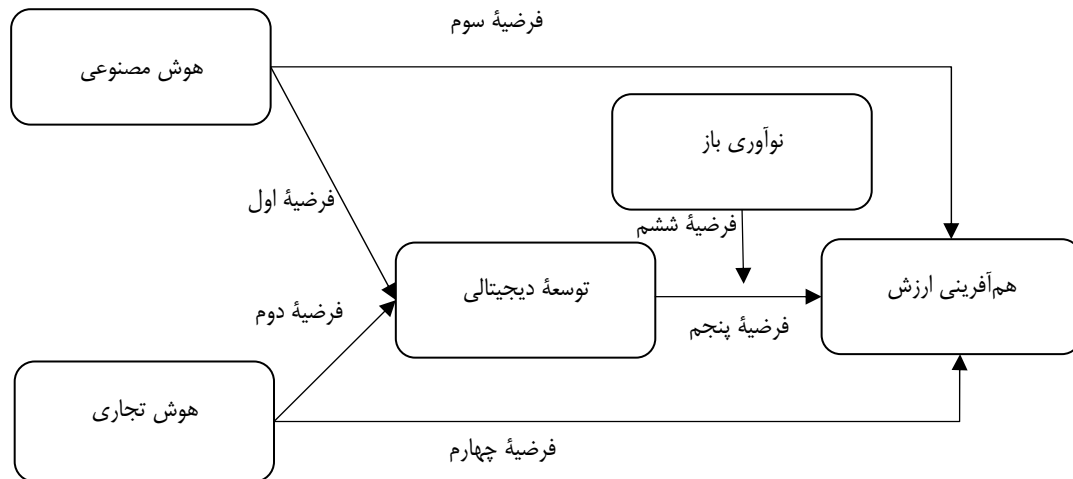 فرضیهٔ سوم
هوش مصنوعی
نوآوری باز
فرضیهٔ اول
فرضیهٔ ششم
هم‌آفرینی ارزش
توسعهٔ دیجیتالی
فرضیهٔ دوم
فرضیهٔ پنجم
هوش تجاری
فرضیهٔ چهارم